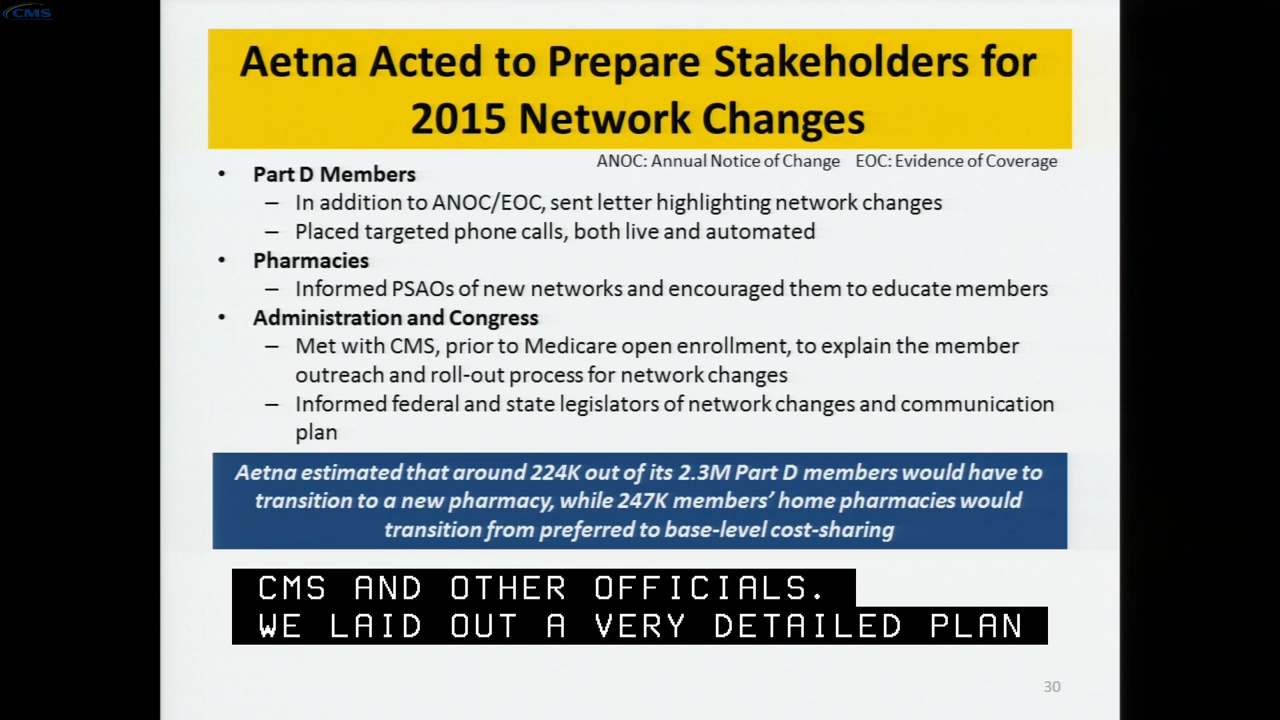 CMS
Aetna Acted to Prepare Stakeholders for
2015 Network Changes
ANOC: Annual Notice of Change EOC: Evidence of Coverage
• Part D Members
– In addition to ANOC/EOC, sent letter highlighting network changes
– Placed targeted phone calls, both live and automated
• Pharmacies
– Informed PSAOs of new networks and encouraged them to educate members
• Administration and Congress
– Met with CMS, prior to Medicare open enrollment, to explain the member
outreach and roll-out process for network changes
– Informed federal and state legislators of network changes and communication
plan
Aetna estimated that around 224K out of its 2.3M Part D members would have to
transition to a new pharmacy, while 247K members’ home pharmacies would
transition from preferred to base-level cost-sharing
CMS AND OTHER OFFICIALS.
WE LAID OUT A VERY DETAILED PLAN
30